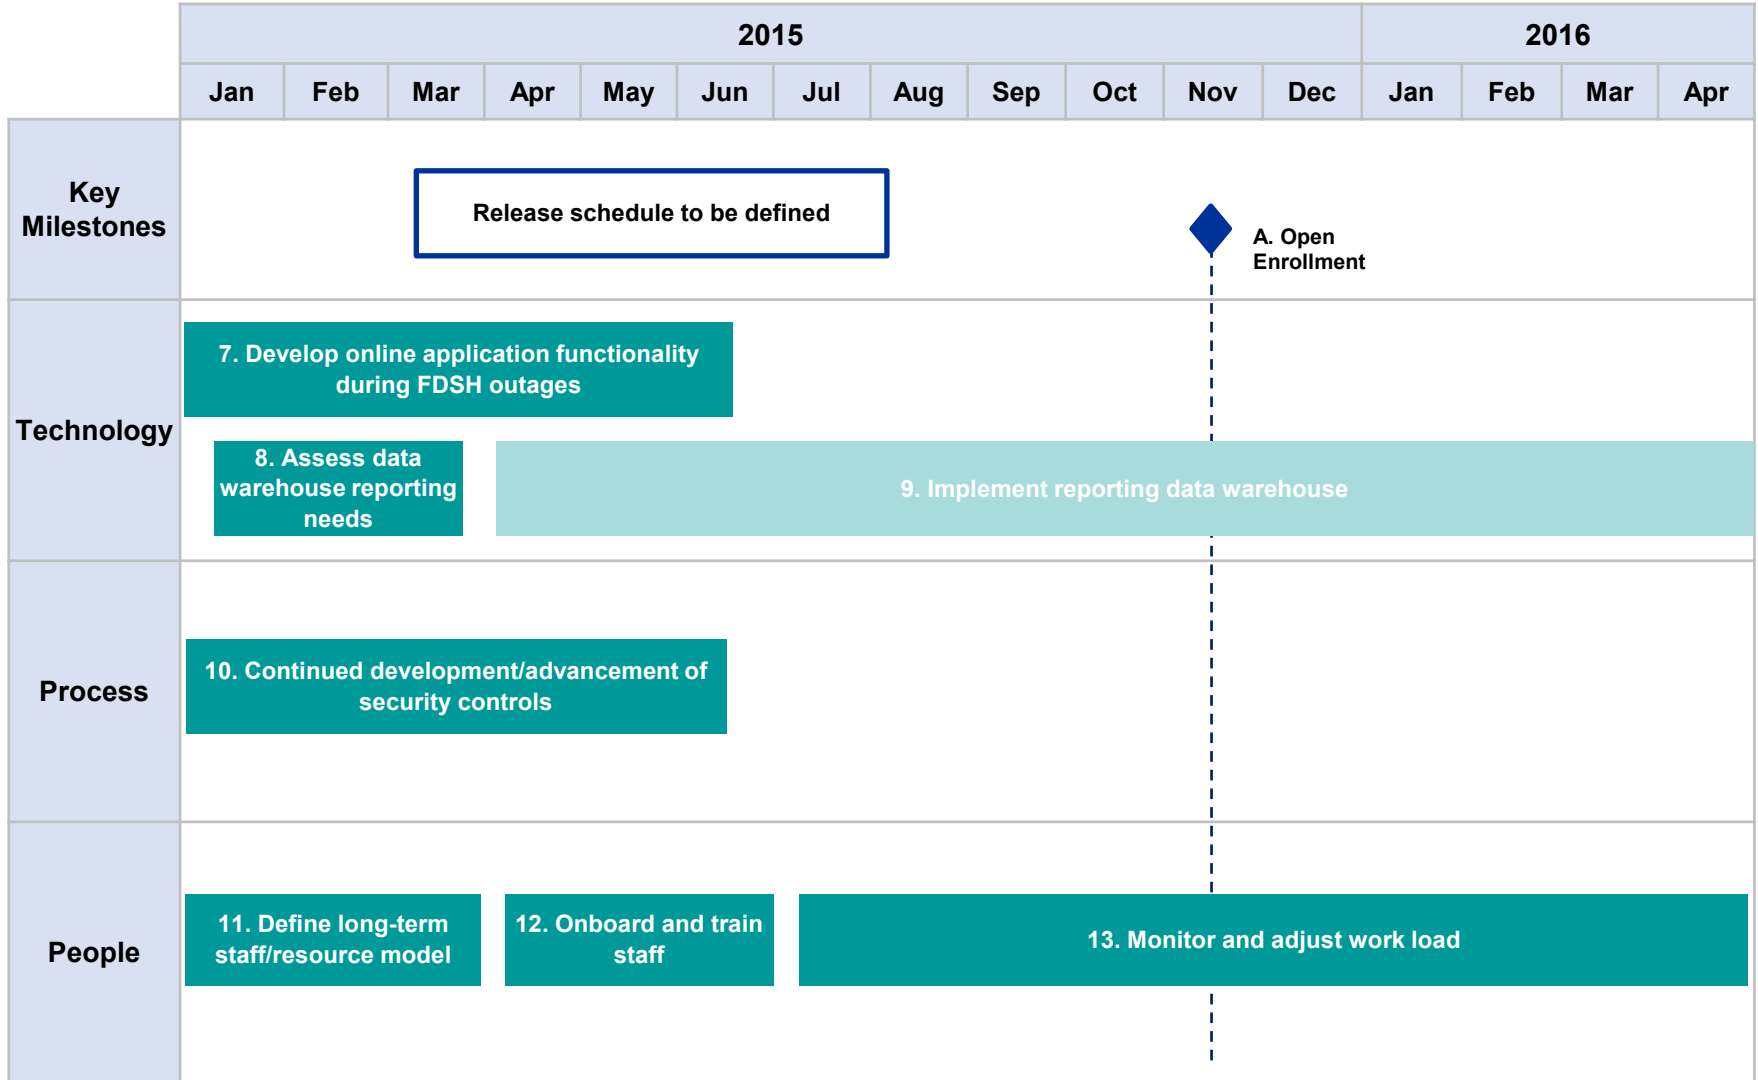 2015
2016
Jan
Feb
Mar
Apr
May
Jun
Jul
Aug
Sep
Oct
Nov
Dec
Jan
Feb
Mar
Apr
Key
Milestones
Release schedule to be defined
A. Open
Enrollment
Technology
7. Develop online application functionality
during FDSH outages
8. Assess data
warehouse reporting
needs
9. Implement reporting data warehouse
Process
10. Continued development/advancement of
security controls
People
11. Define long-term
staff/resource model
12. Onboard and train
staff
13. Monitor and adjust work load